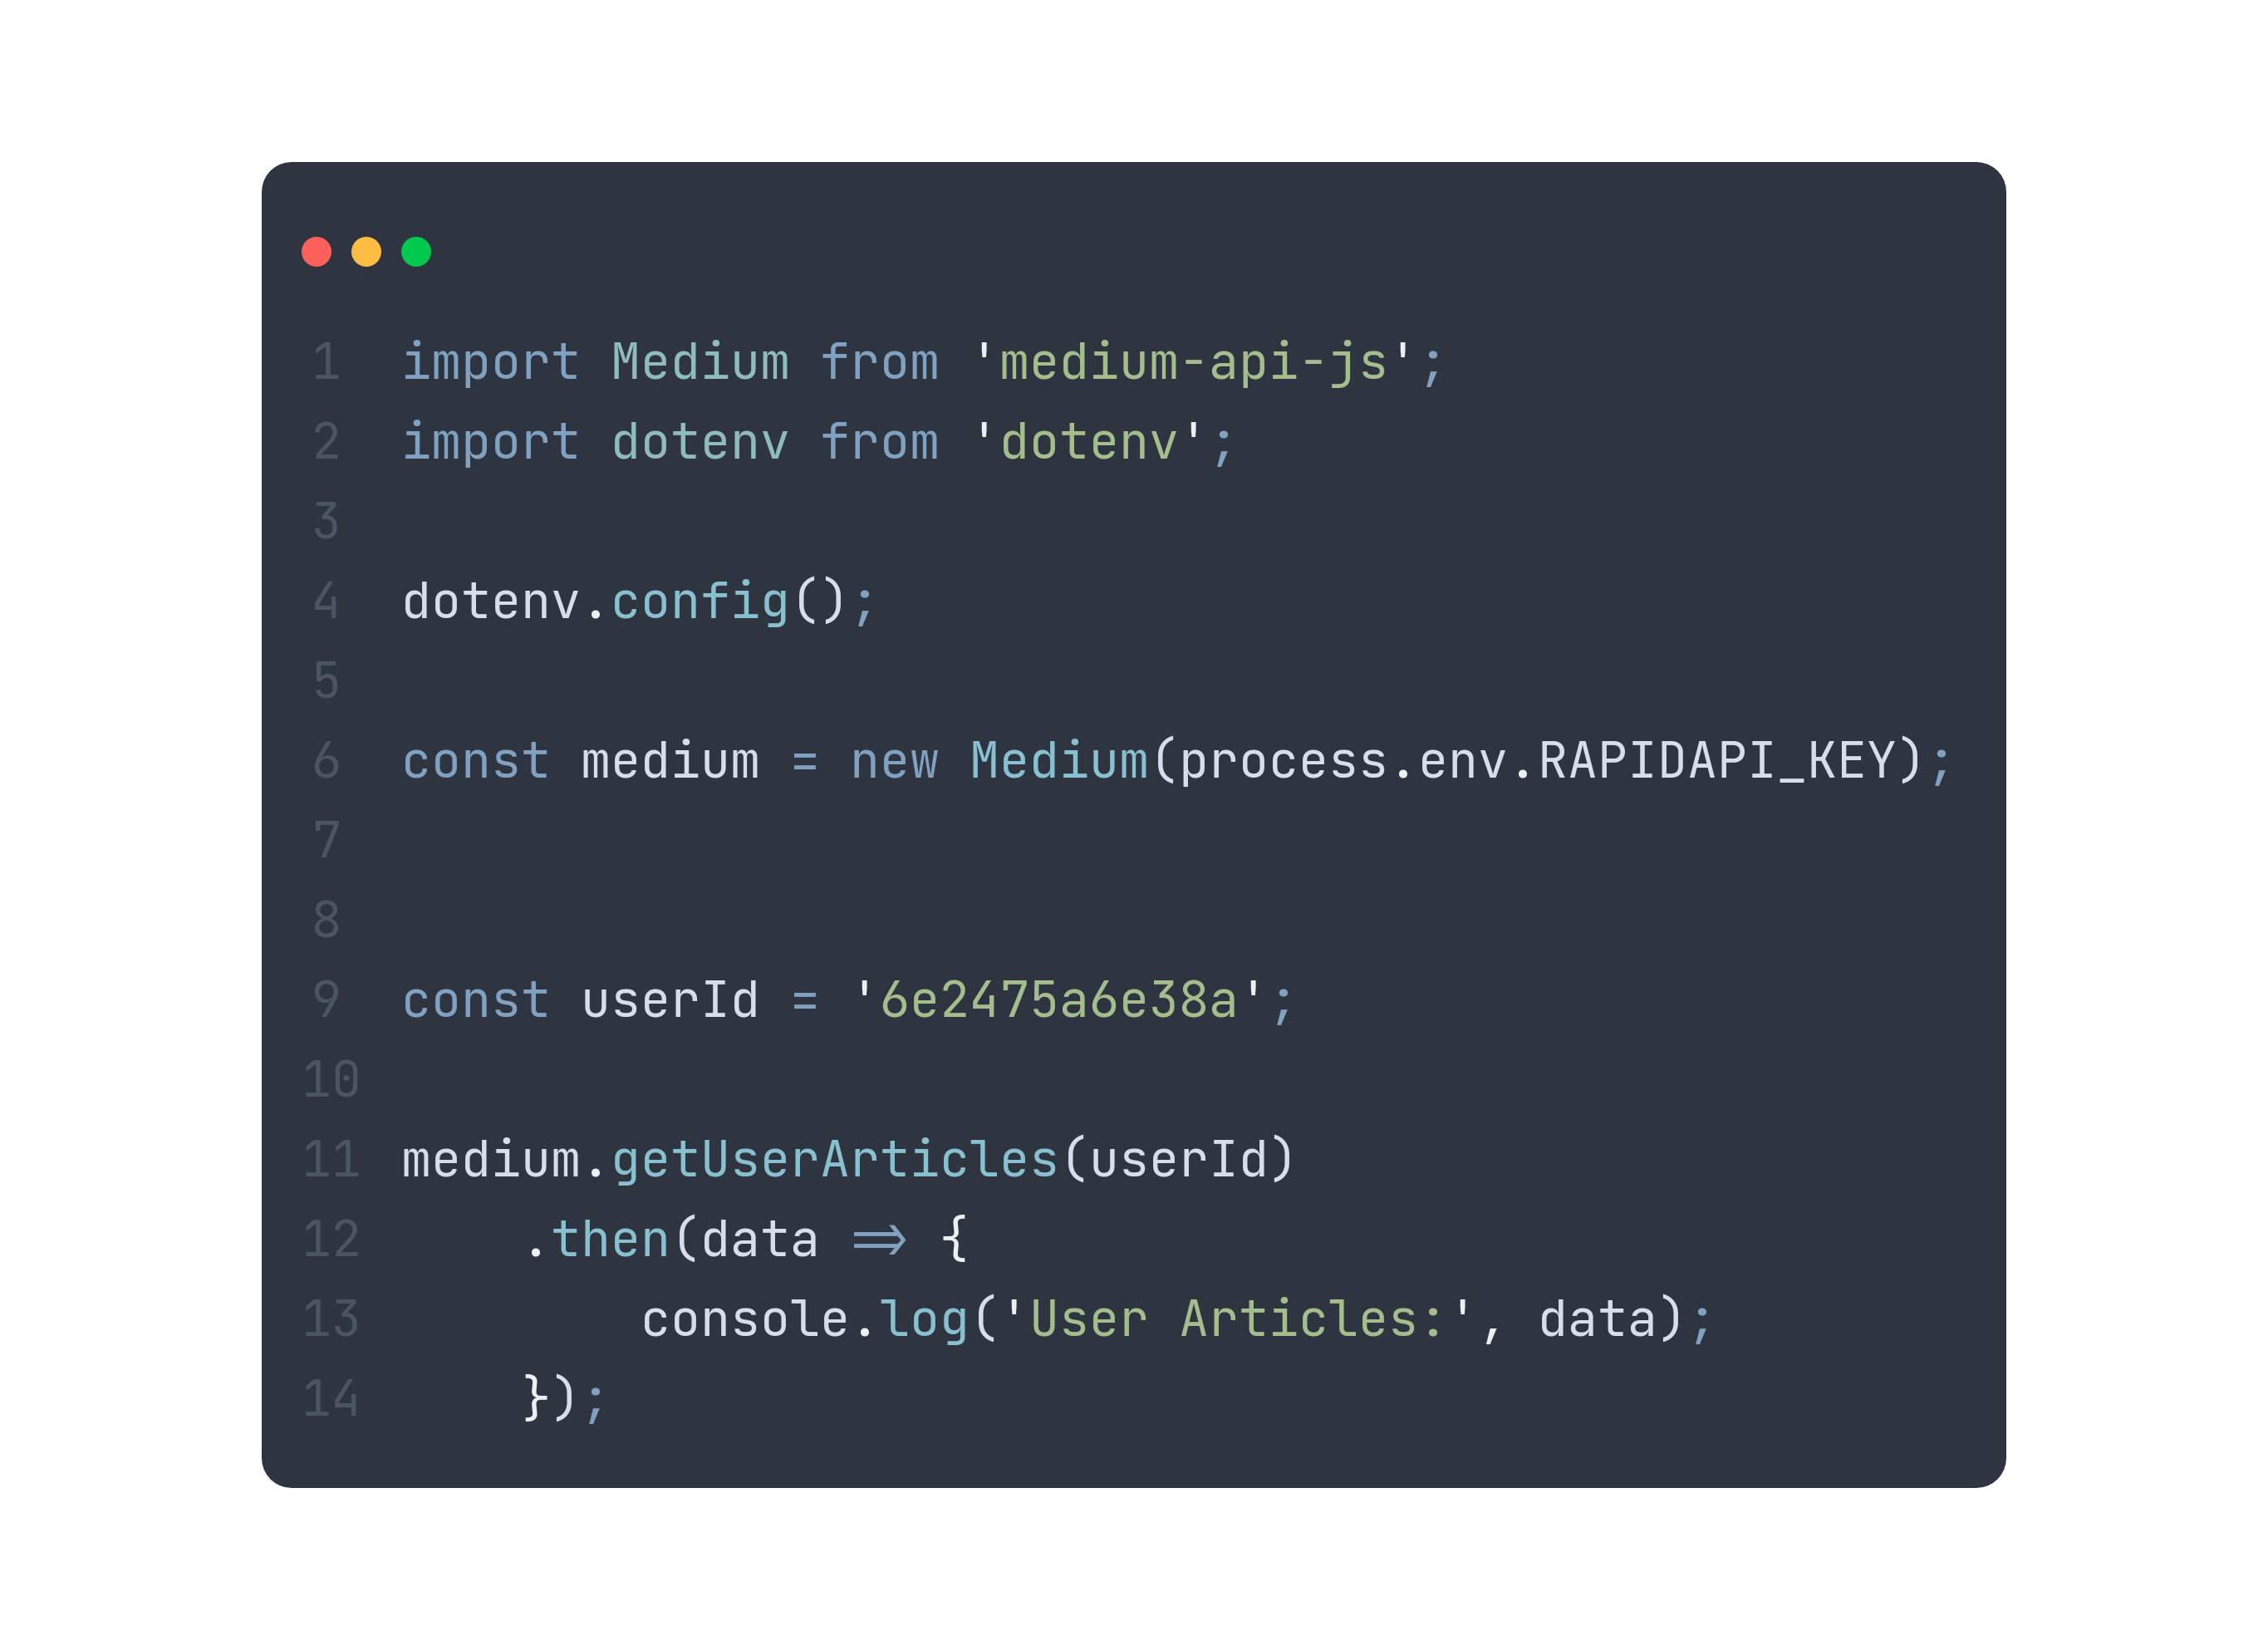 1 import Medium from 'medium-api-js';
2 import dotenv from 'dotenv';
3
4 dotenv.config();
5
6 const medium = new Medium(process.env.RAPIDAPI_KEY);
7
8
9 const userId = '6e2475a6e38a';
10
11 medium.getUserArticles(userId)
12     .then(data => {
13         console.log('User Articles:', data);
14     });